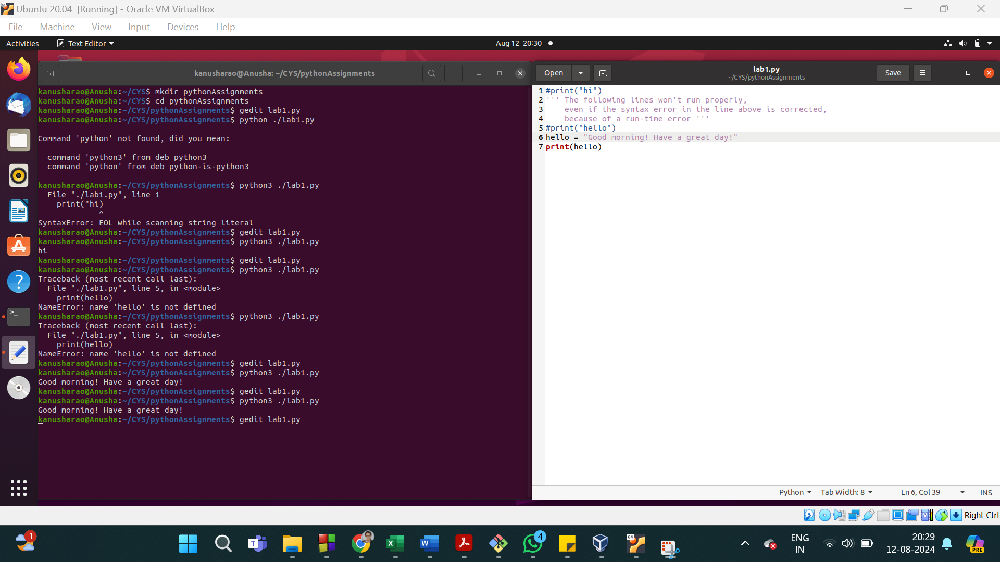 Ubuntu 20.04 [Running] - Oracle VM VirtualBox
File Machine View Input Devices Help
Activities Text Editor Aug 12 20:30
kanusharao@Anusha: ~/CYS/pythonAssignments
kanusharao@Anusha:~/CYS$ mkdir pythonAssignments
kanusharao@Anusha:~/CYS$ cd pythonAssignments
kanusharao@Anusha:~/CYS/pythonAssignments$ gedit lab1.py
kanusharao@Anusha:~/CYS/pythonAssignments$ python ./lab1.py
Command 'python' not found, did you mean:
  command 'python3' from deb python3
  command 'python' from deb python-is-python3
kanusharao@Anusha:~/CYS/pythonAssignments$ python3 ./lab1.py
  File "./lab1.py", line 1
    print("hi)
             ^
SyntaxError: EOL while scanning string literal
kanusharao@Anusha:~/CYS/pythonAssignments$ gedit lab1.py
kanusharao@Anusha:~/CYS/pythonAssignments$ python3 ./lab1.py
hi
kanusharao@Anusha:~/CYS/pythonAssignments$ gedit lab1.py
kanusharao@Anusha:~/CYS/pythonAssignments$ python3 ./lab1.py
Traceback (most recent call last):
  File "./lab1.py", line 5, in <module>
    print(hello)
NameError: name 'hello' is not defined
kanusharao@Anusha:~/CYS/pythonAssignments$ python3 ./lab1.py
Traceback (most recent call last):
  File "./lab1.py", line 5, in <module>
    print(hello)
NameError: name 'hello' is not defined
kanusharao@Anusha:~/CYS/pythonAssignments$ gedit lab1.py
kanusharao@Anusha:~/CYS/pythonAssignments$ python3 ./lab1.py
Good morning! Have a great day!
kanusharao@Anusha:~/CYS/pythonAssignments$ gedit lab1.py
kanusharao@Anusha:~/CYS/pythonAssignments$ python3 ./lab1.py
Good morning! Have a great day!
kanusharao@Anusha:~/CYS/pythonAssignments$ gedit lab1.py
Open lab1.py Save
~/CYS/pythonAssignments
1 #print("hi")
2 ''' The following lines won't run properly,
3     even if the syntax error in the line above is corrected,
4     because of a run-time error '''
5 #print("hello")
6 hello = "Good morning! Have a great day!"
7 print(hello)
Python Tab Width: 8 Ln 6, Col 39 INS
Right Ctrl
1
4
64
ENG
IN
20:29
12-08-2024
PRE